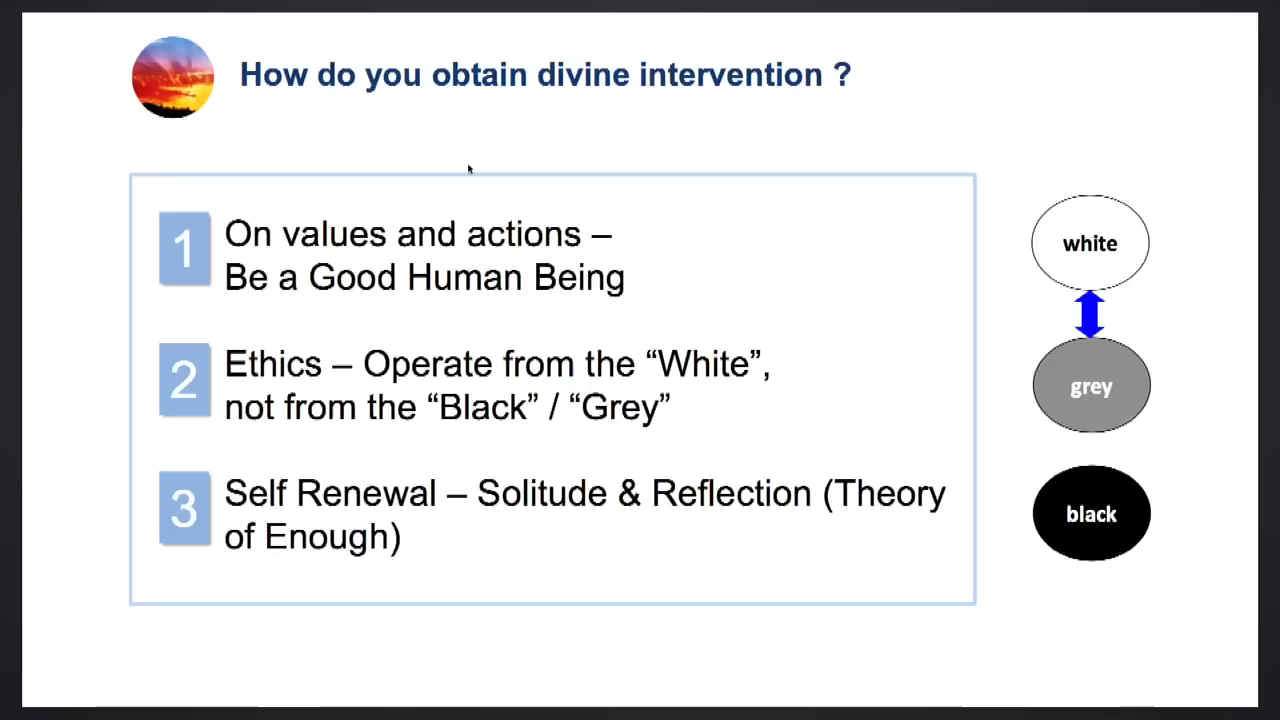 How do you obtain divine intervention ?
1
On values and actions –
Be a Good Human Being
2
Ethics – Operate from the “White”,
not from the “Black” / “Grey”
3
Self Renewal – Solitude & Reflection (Theory
of Enough)
white
grey
black